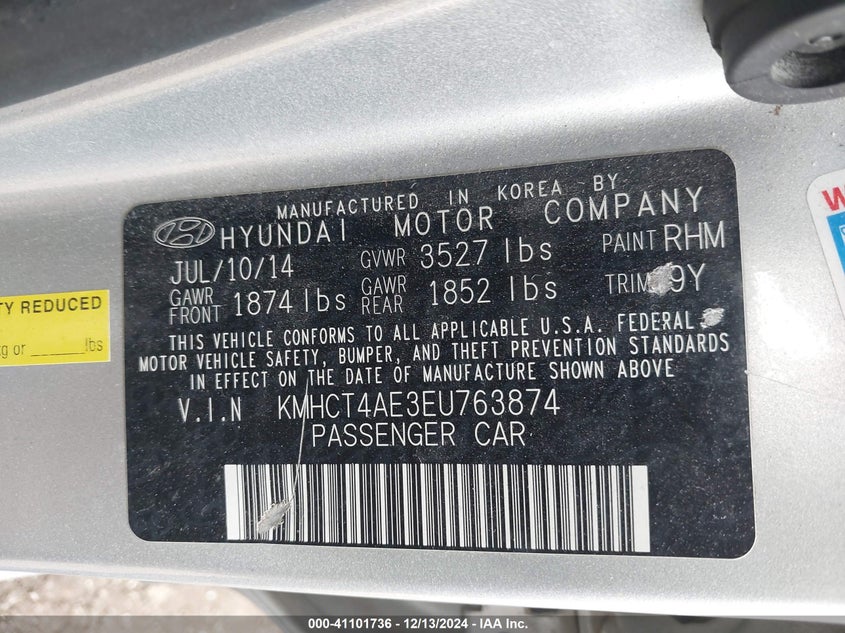 MANUFACTURED IN KOREA BY
HYUNDAI MOTOR COMPANY
JUL/10/14 GVWR 3527 lbs PAINT RHM
GAWR FRONT 1874 lbs GAWR REAR 1852 lbs TRIM 9Y
THIS VEHICLE CONFORMS TO ALL APPLICABLE U.S.A. FEDERAL
MOTOR VEHICLE SAFETY, BUMPER, AND THEFT PREVENTION STANDARDS
IN EFFECT ON THE DATE OF MANUFACTURE SHOWN ABOVE
V.I.N KMHCT4AE3EU763874
PASSENGER CAR
REDUCED
kg or ______lbs
000-41101736 - 12/13/2024 - IAA Inc.